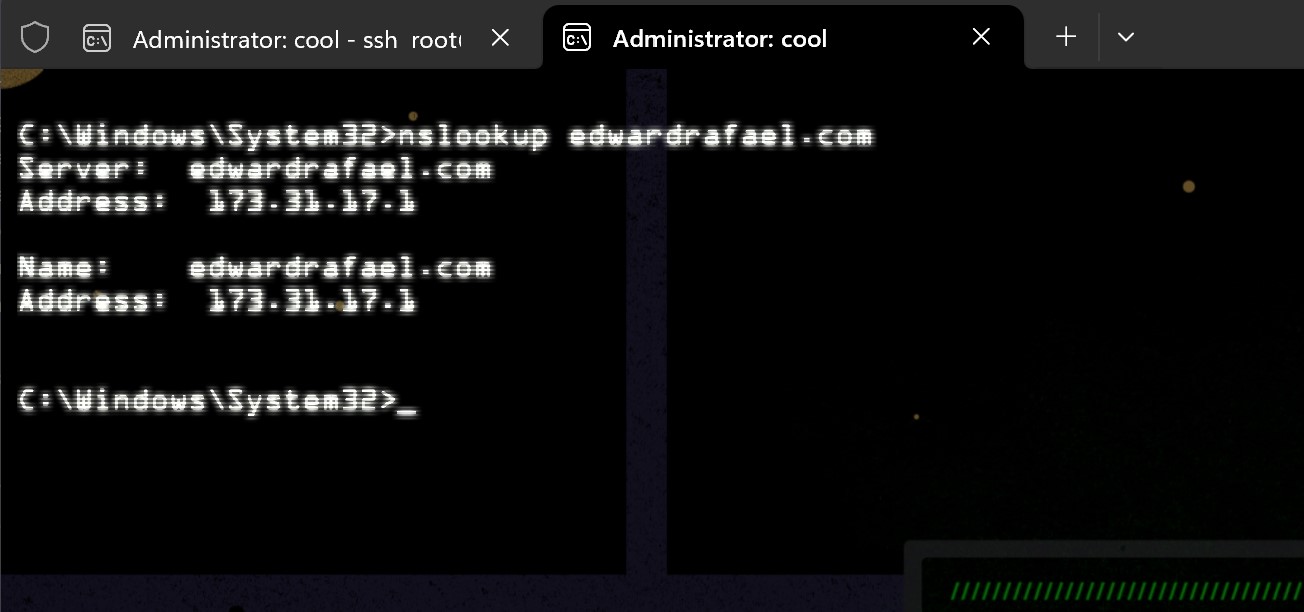 Administrator: cool - ssh root
Administrator: cool
C:\Windows\System32>nslookup edwardrafael.com
Server:  edwardrafael.com
Address:  173.31.17.1
Name:    edwardrafael.com
Address:  173.31.17.1
C:\Windows\System32>_